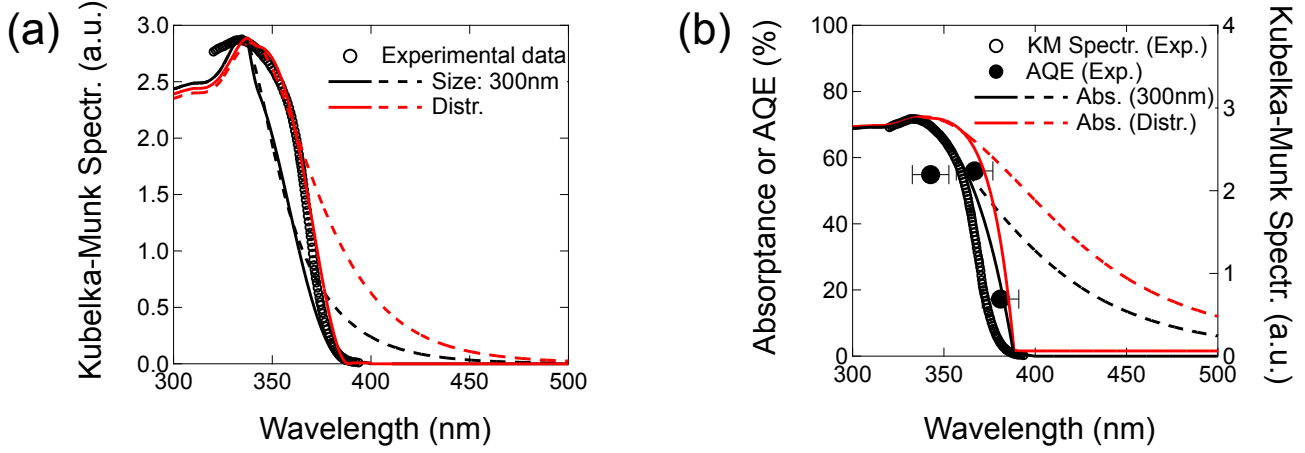 (a)
Kubelka-Munk Spectr. (a.u.)
3.0
2.5
2.0
1.5
1.0
0.5
0.0
300
350
400
450
500
Wavelength (nm)
Experimental data
Size: 300nm
Distr.
(b)
Absorptance or AQE (%)
100
80
60
40
20
0
300
350
400
450
500
Wavelength (nm)
KM Spectr. (Exp.)
AQE (Exp.)
Abs. (300nm)
Abs. (Distr.)
4
3
2
1
0
Kubelka-Munk Spectr. (a.u.)